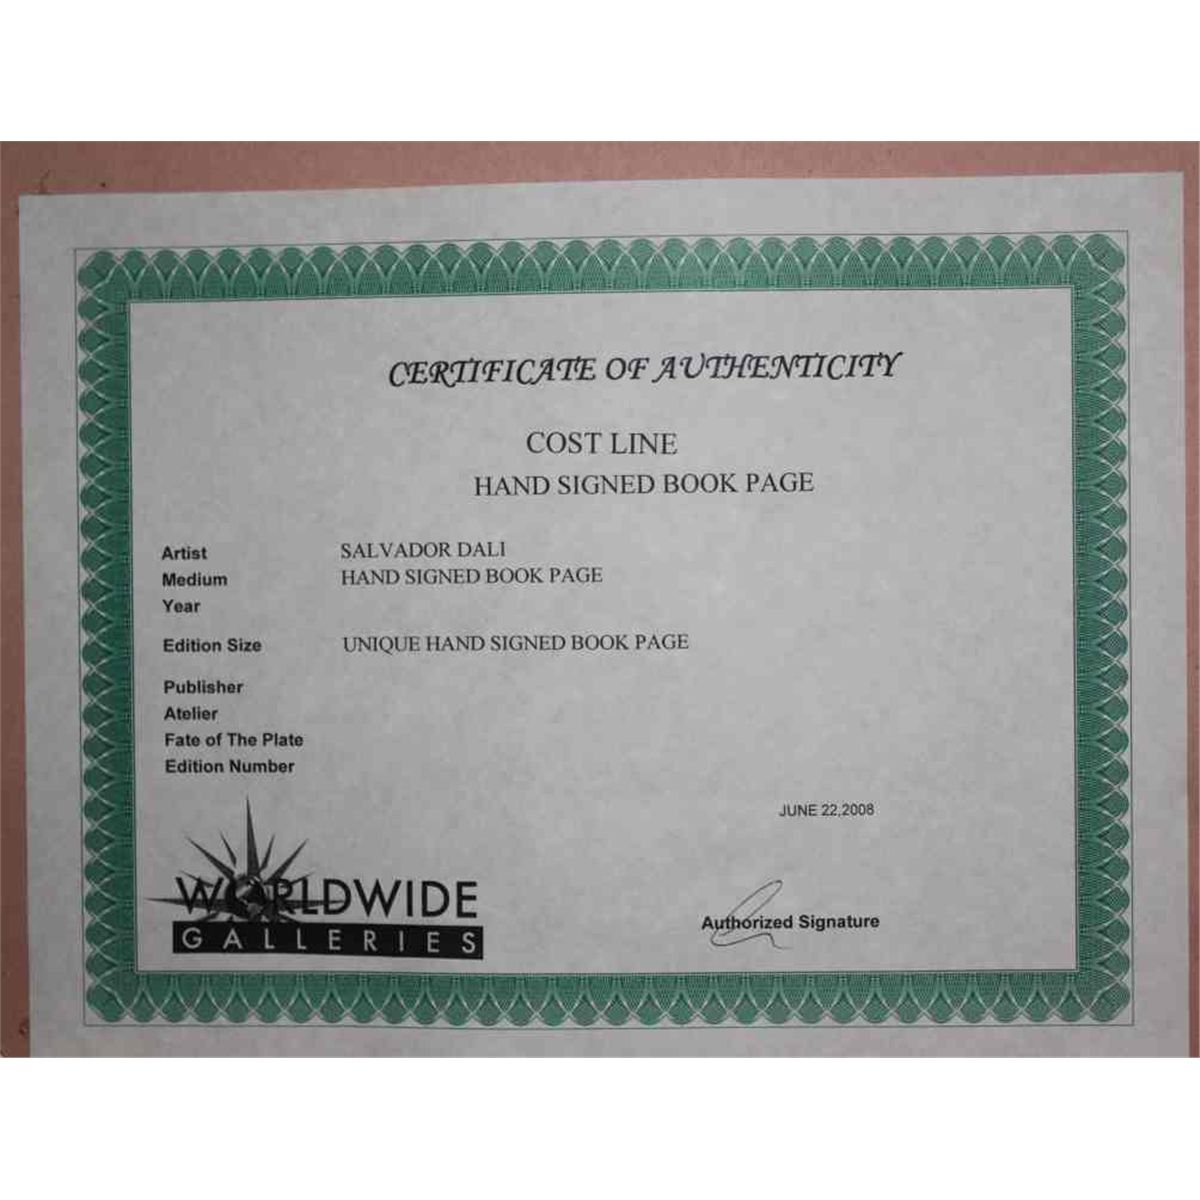 CERTIFICATE OF AUTHENTICITY
COST LINE
HAND SIGNED BOOK PAGE
Artist SALVADOR DALI
Medium HAND SIGNED BOOK PAGE
Year
Edition Size UNIQUE HAND SIGNED BOOK PAGE
Publisher
Atelier
Fate of The Plate
Edition Number
JUNE 22,2008
WORLDWIDE
GALLERIES
Authorized Signature